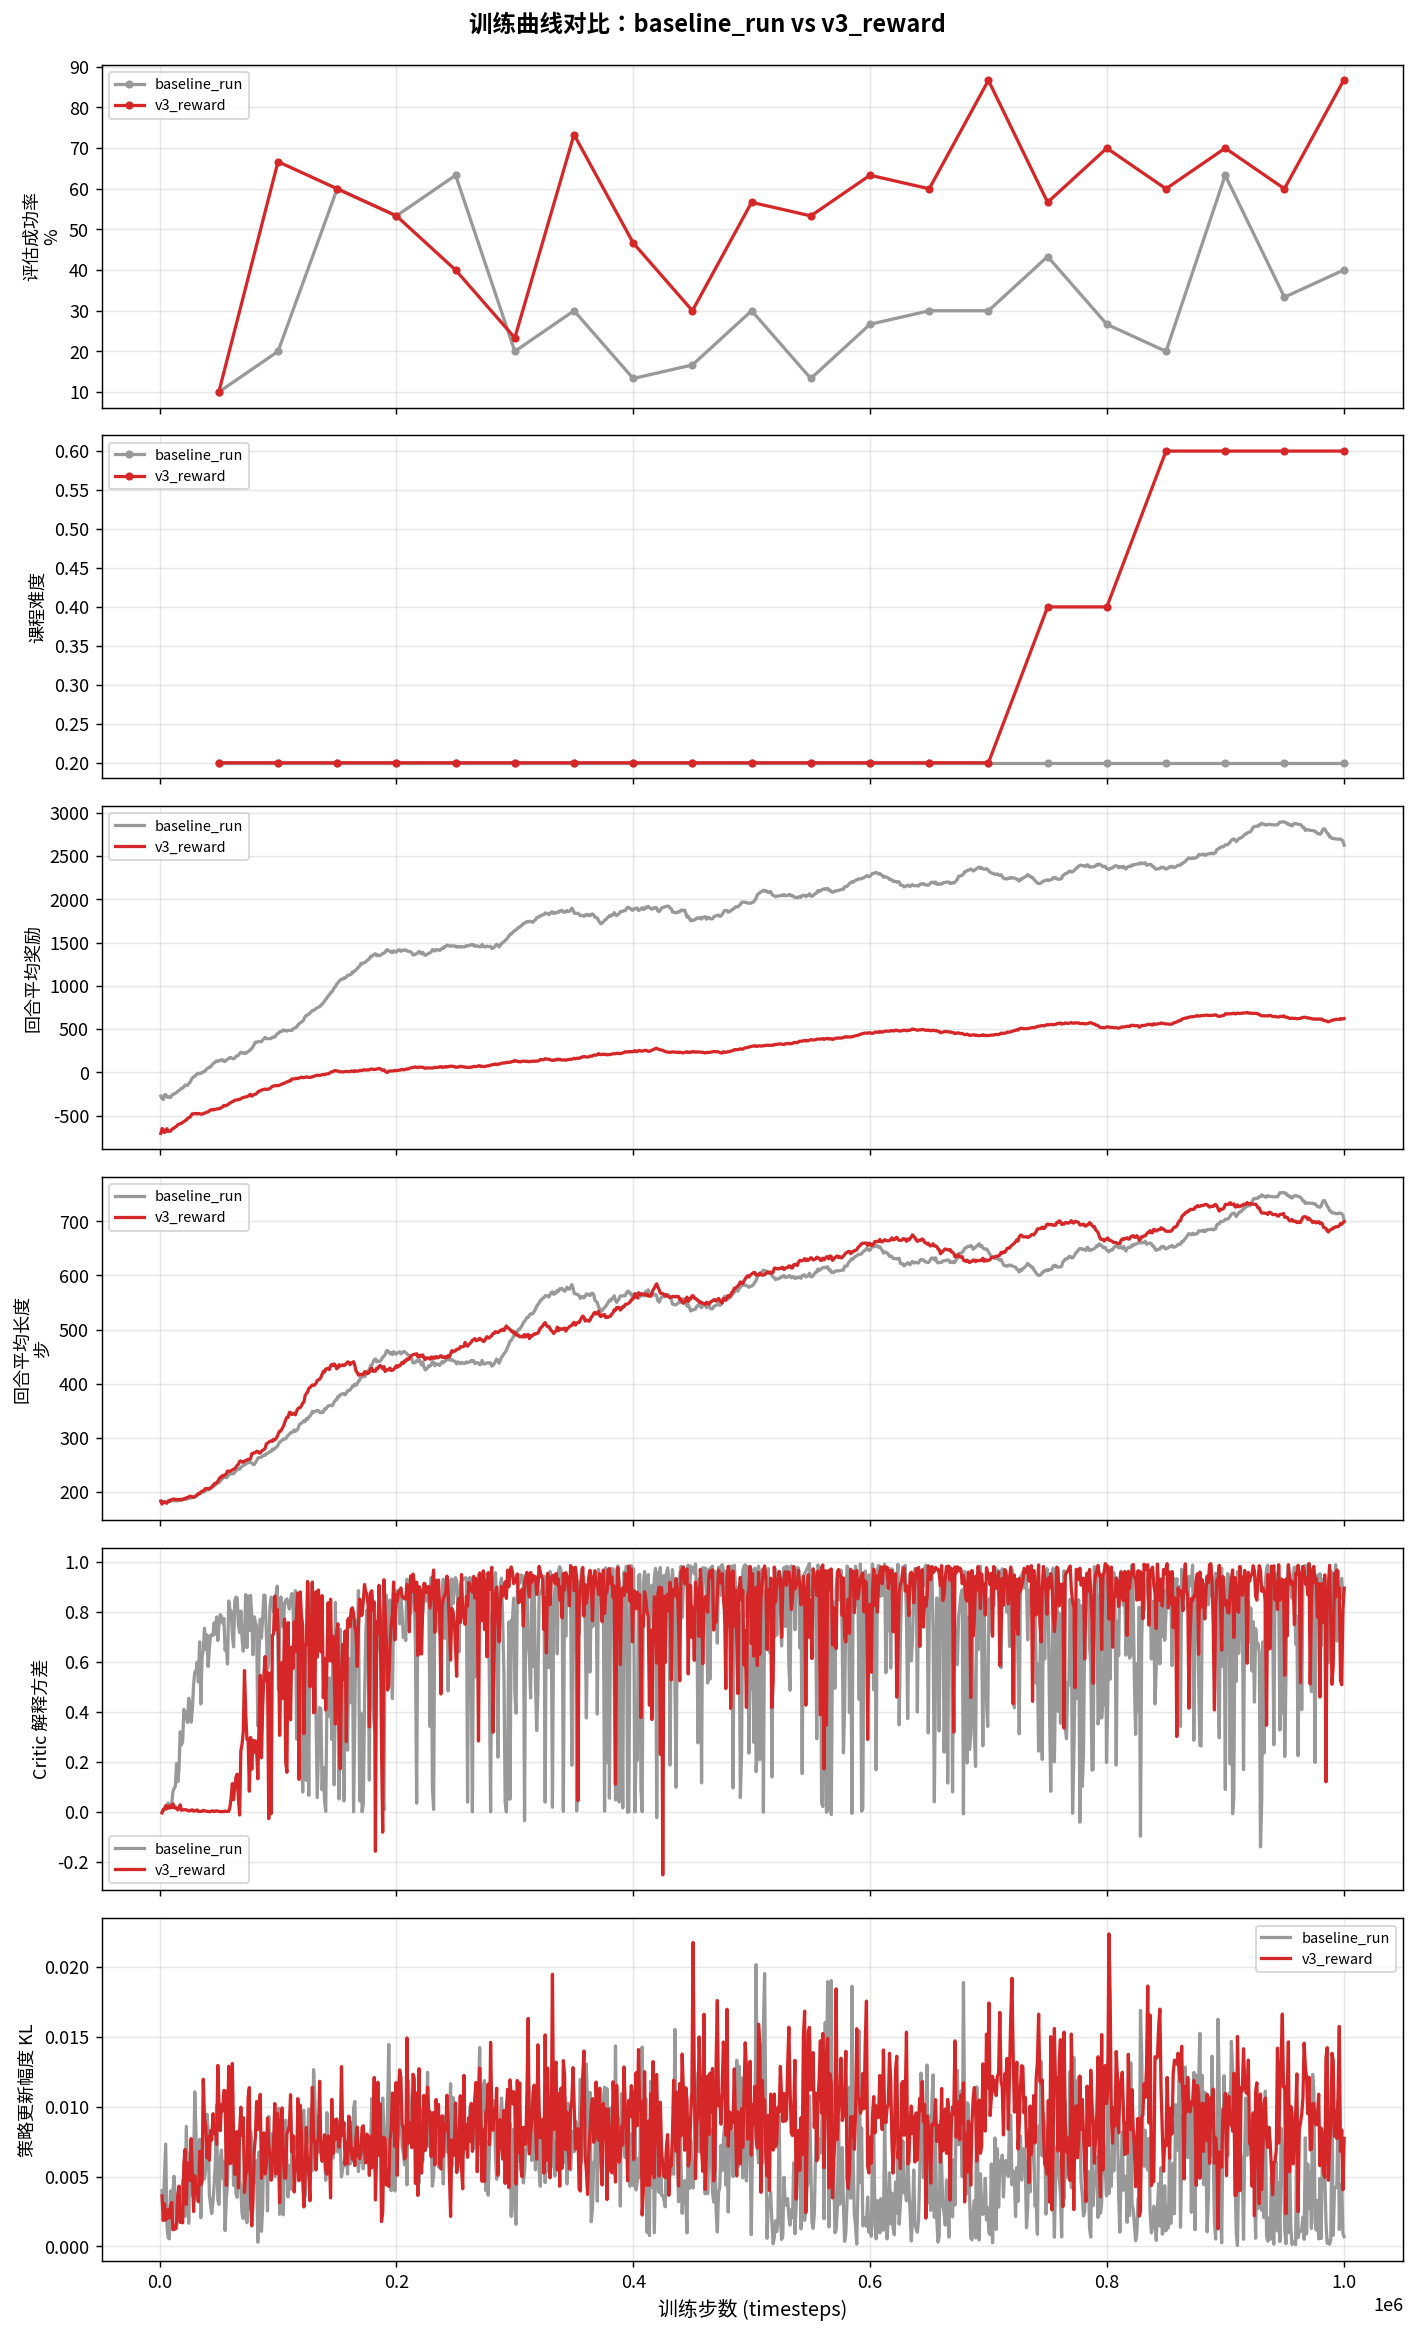 训练曲线对比：baseline_run vs v3_reward
baseline_run
v3_reward
评估成功率
%
90
80
70
60
50
40
30
20
10
baseline_run
v3_reward
课程难度
0.60
0.55
0.50
0.45
0.40
0.35
0.30
0.25
0.20
baseline_run
v3_reward
回合平均奖励
3000
2500
2000
1500
1000
500
0
-500
baseline_run
v3_reward
回合平均长度
步
700
600
500
400
300
200
Critic 解释方差
1.0
0.8
0.6
0.4
0.2
0.0
-0.2
baseline_run
v3_reward
baseline_run
v3_reward
策略更新幅度 KL
0.020
0.015
0.010
0.005
0.000
0.0 0.2 0.4 0.6 0.8 1.0
1e6
训练步数 (timesteps)